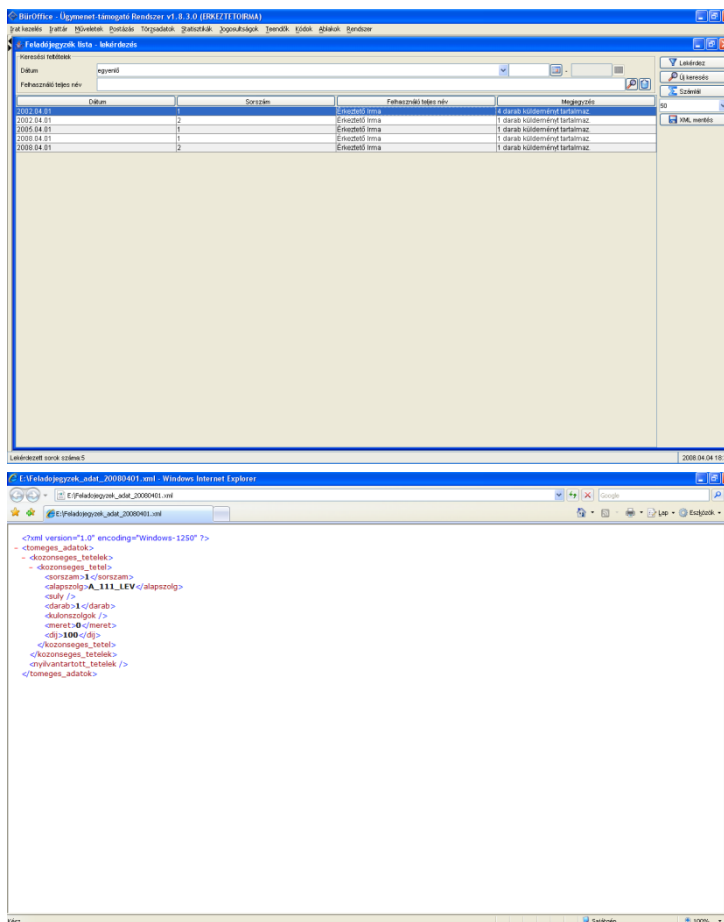 BürOffice - Ügymenet-támogató Rendszer v1.8.3.0 (ERKEZTETOIRMA)
Irat kezelés Irattár Műveletek Postázás Törzsadatok Statisztikák Jogosultságok Teendők Kódok Ablakok Rendszer
Feladójegyzék lista - lekérdezés
Keresési feltételek
Dátum egyenlő -
Felhasználó teljes név
Lekérdez
Új keresés
Számlál
50
XML mentés
Dátum Sorszám Felhasználó teljes név Megjegyzés
2002.04.01 1 Érkeztető Irma 4 darab küldeményt tartalmaz.
2002.04.01 2 Érkeztető Irma 1 darab küldeményt tartalmaz.
2005.04.01 1 Érkeztető Irma 1 darab küldeményt tartalmaz.
2008.04.01 1 Érkeztető Irma 1 darab küldeményt tartalmaz.
2008.04.01 2 Érkeztető Irma 1 darab küldeményt tartalmaz.
Lekérdezett sorok száma:5 2008.04.04 18:
E:\Feladojegyzek_adat_20080401.xml - Windows Internet Explorer
E:\Feladojegyzek_adat_20080401.xml Google
E:\Feladojegyzek_adat_20080401.xml Lap Eszközök
<?xml version="1.0" encoding="Windows-1250" ?>
- <tomeges_adatok>
- <kozonseges_tetelek>
- <kozonseges_tetel>
<sorszam>1</sorszam>
<alapszolg>A_111_LEV</alapszolg>
<suly />
<darab>1</darab>
<kulonszolgok />
<meret>0</meret>
<dij>100</dij>
</kozonseges_tetel>
</kozonseges_tetelek>
<nyilvantartott_tetelek />
</tomeges_adatok>
Kész Sajátgép 100%